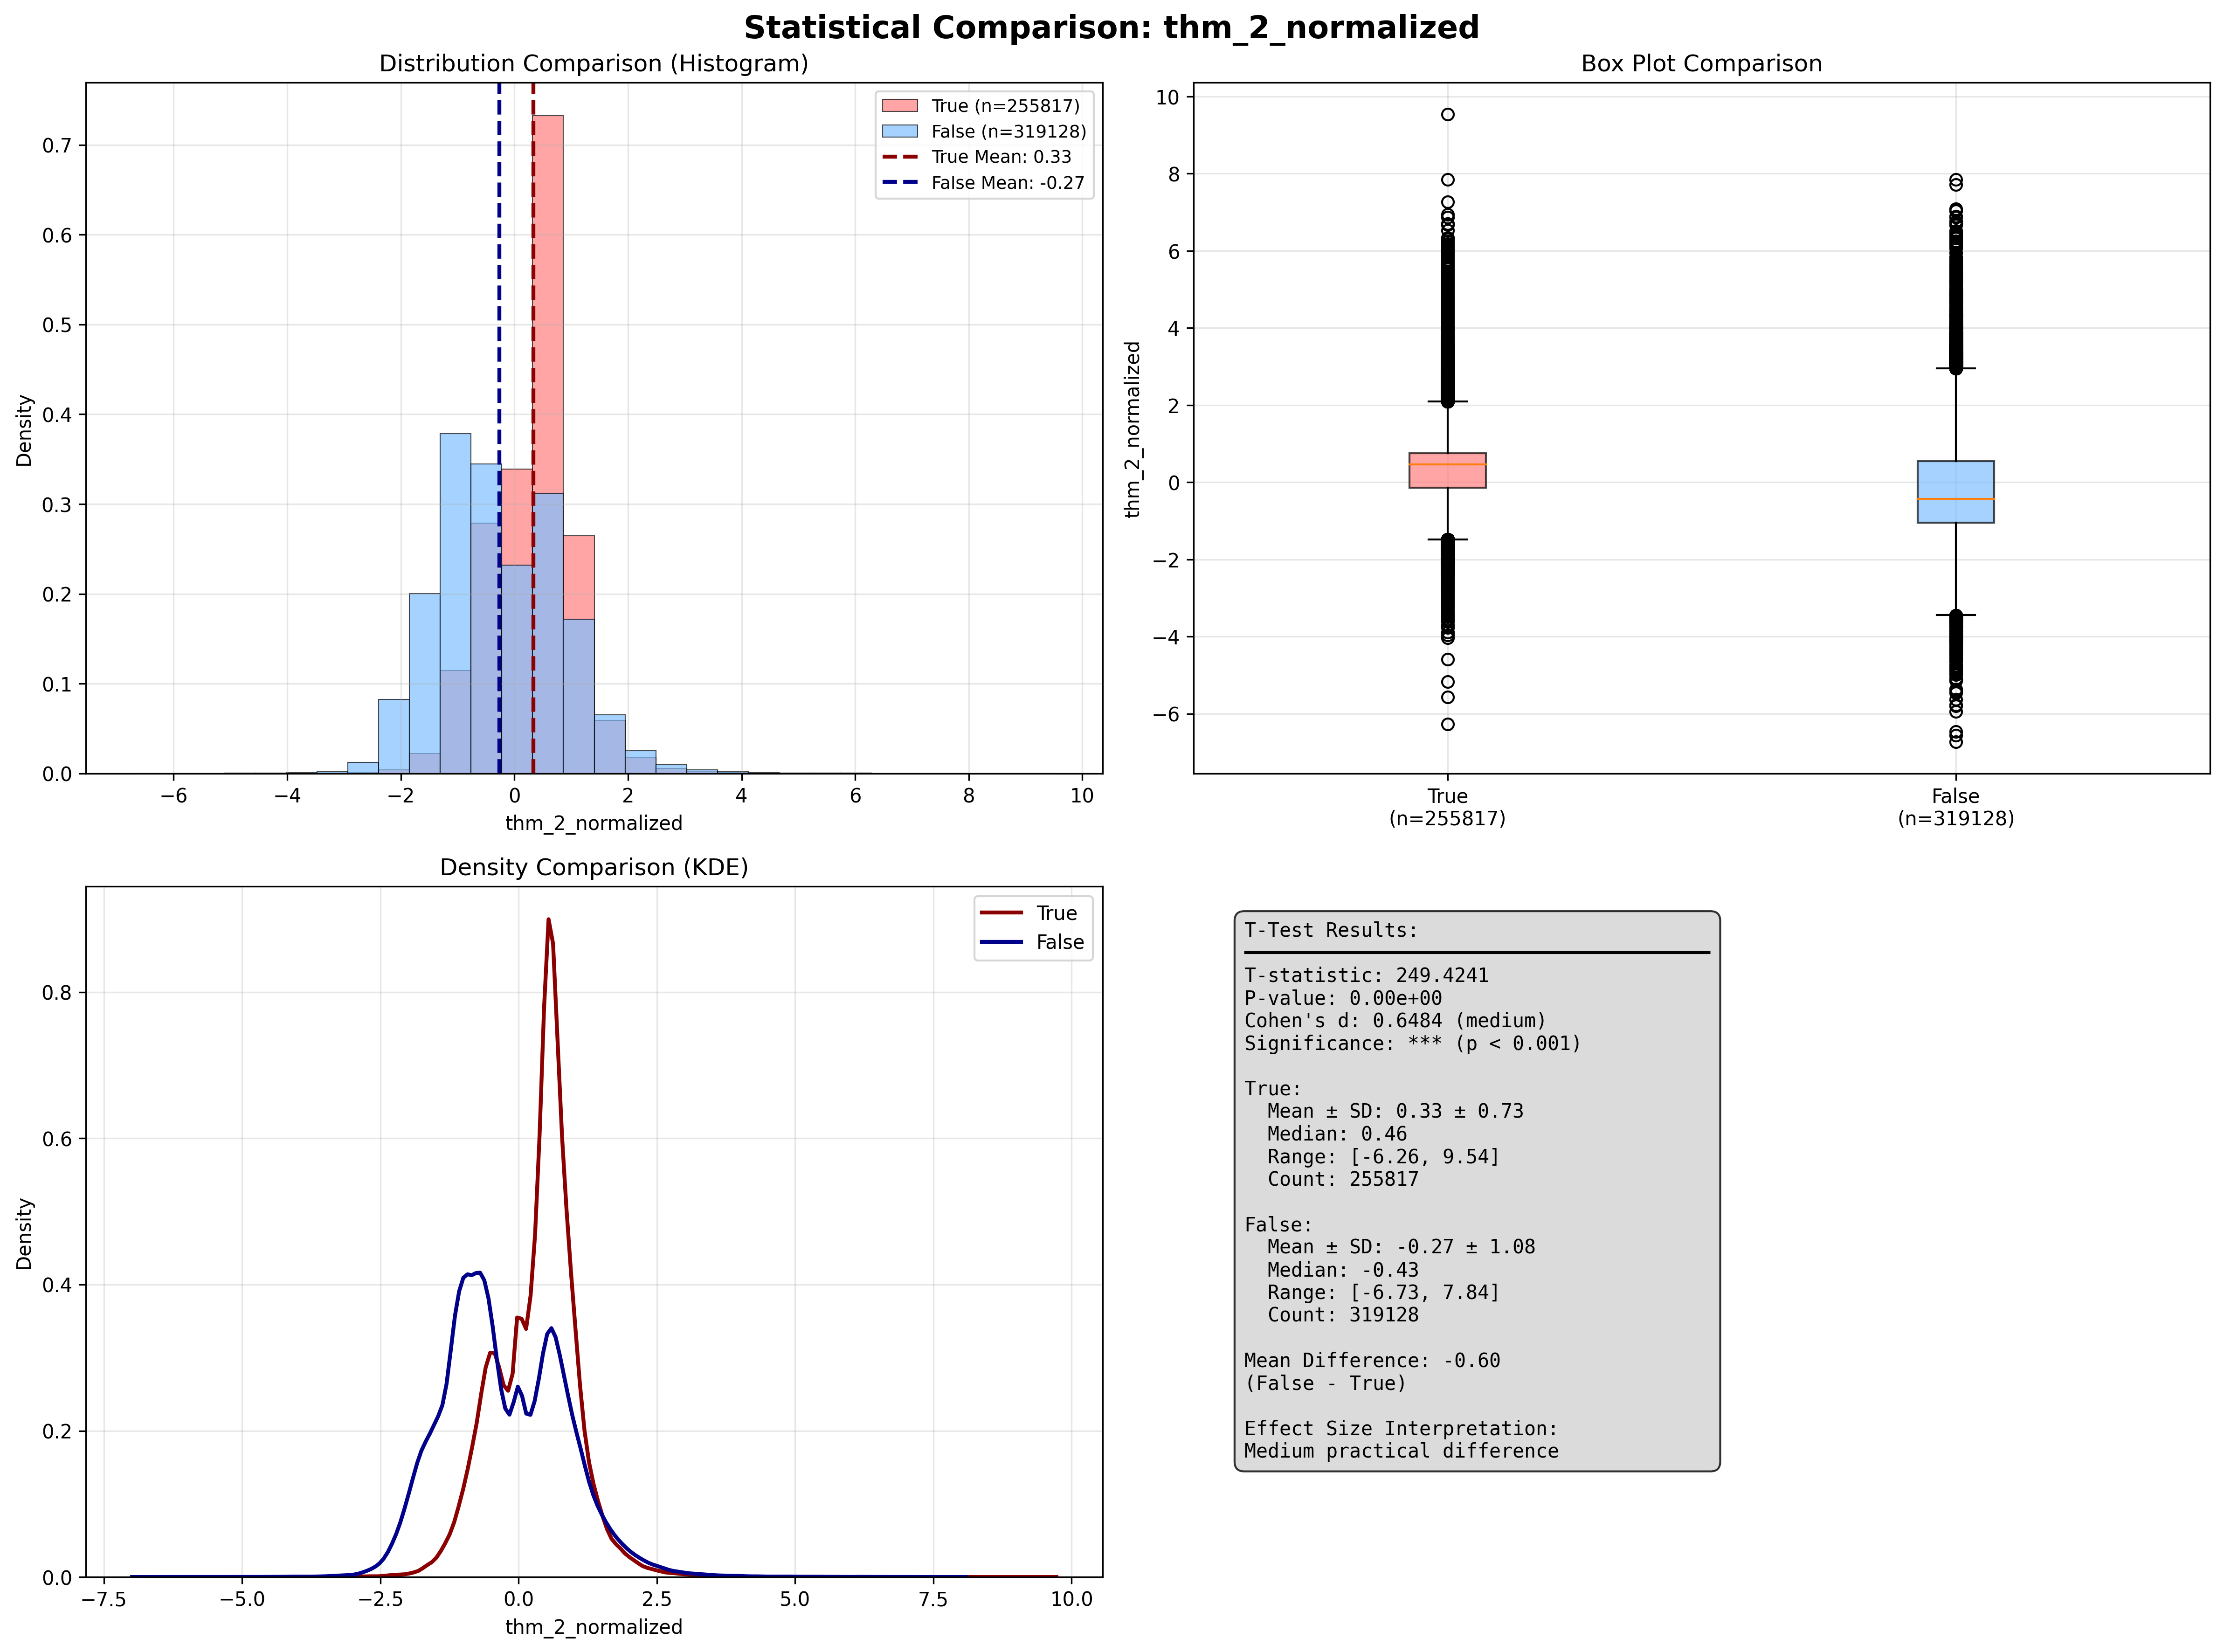 Statistical Comparison: thm_2_normalized
Distribution Comparison (Histogram)
Density
0.7
0.6
0.5
0.4
0.3
0.2
0.1
0.0
True (n=255817)
False (n=319128)
True Mean: 0.33
False Mean: -0.27
−6 −4 −2 0 2 4 6 8 10
thm_2_normalized
Box Plot Comparison
thm_2_normalized
10
8
6
4
2
0
−2
−4
−6
True
(n=255817)
False
(n=319128)
Density Comparison (KDE)
Density
0.8
0.6
0.4
0.2
0.0
True
False
−7.5 −5.0 −2.5 0.0 2.5 5.0 7.5 10.0
thm_2_normalized
T-Test Results:
T-statistic: 249.4241
P-value: 0.00e+00
Cohen's d: 0.6484 (medium)
Significance: *** (p < 0.001)
True:
Mean ± SD: 0.33 ± 0.73
Median: 0.46
Range: [-6.26, 9.54]
Count: 255817
False:
Mean ± SD: -0.27 ± 1.08
Median: -0.43
Range: [-6.73, 7.84]
Count: 319128
Mean Difference: -0.60
(False - True)
Effect Size Interpretation:
Medium practical difference